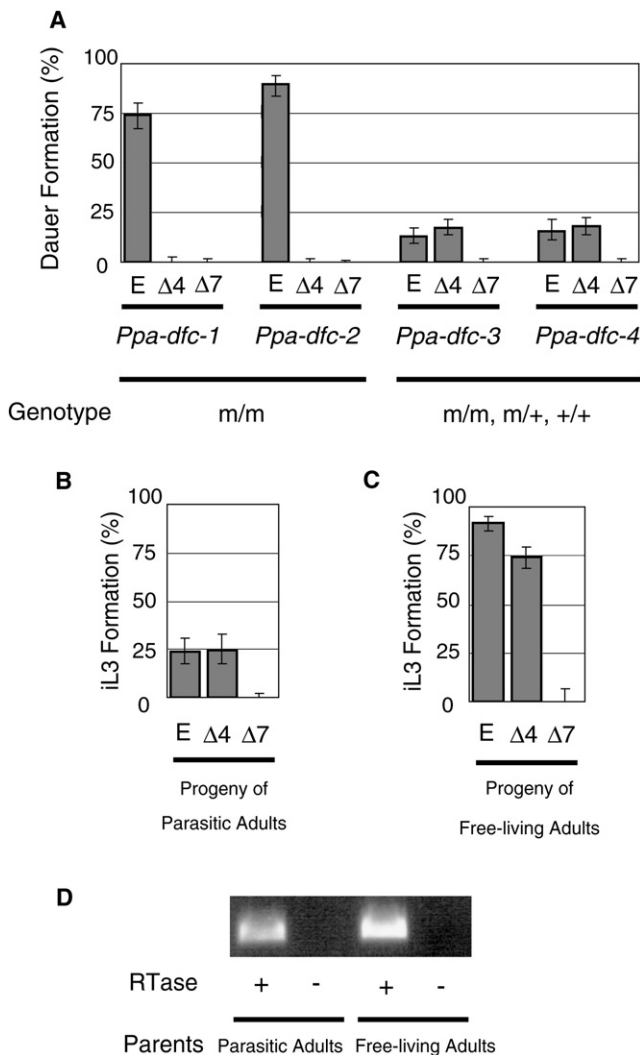 A
Dauer Formation (%)
100
75
50
25
0
E Δ4 Δ7 E Δ4 Δ7 E Δ4 Δ7 E Δ4 Δ7
Ppa-dfc-1 Ppa-dfc-2 Ppa-dfc-3 Ppa-dfc-4
Genotype m/m m/m, m/+, +/+
B
iL3 Formation (%)
100
75
50
25
0
E Δ4 Δ7
Progeny of
Parasitic Adults
C
iL3 Formation (%)
100
75
50
25
0
E Δ4 Δ7
Progeny of
Free-living Adults
D
RTase + - + -
Parents Parasitic Adults Free-living Adults